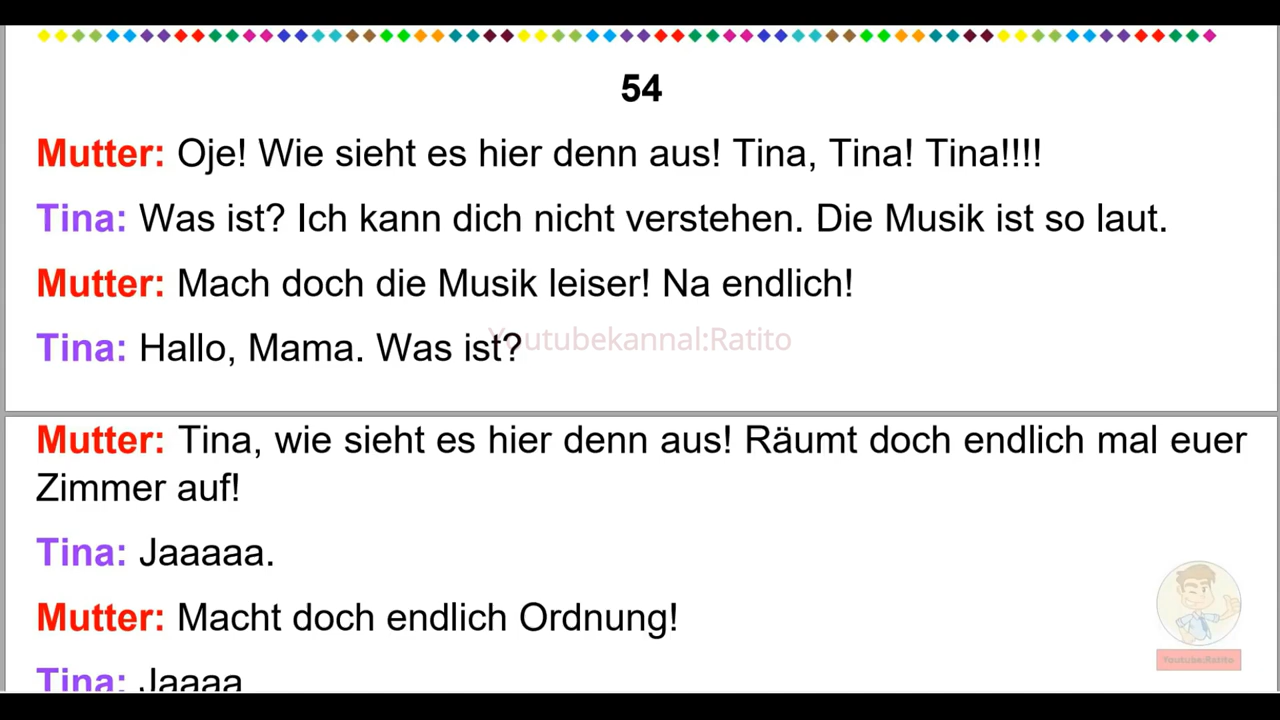 54
Mutter: Oje! Wie sieht es hier denn aus! Tina, Tina! Tina!!!!
Tina: Was ist? Ich kann dich nicht verstehen. Die Musik ist so laut.
Mutter: Mach doch die Musik leiser! Na endlich!
Tina: Hallo, Mama. Was ist?
Youtubekannal:Ratito
Mutter: Tina, wie sieht es hier denn aus! Räumt doch endlich mal euer
Zimmer auf!
Tina: Jaaaaa.
Mutter: Macht doch endlich Ordnung!
Tina: Jaaaa
Youtube:Ratito